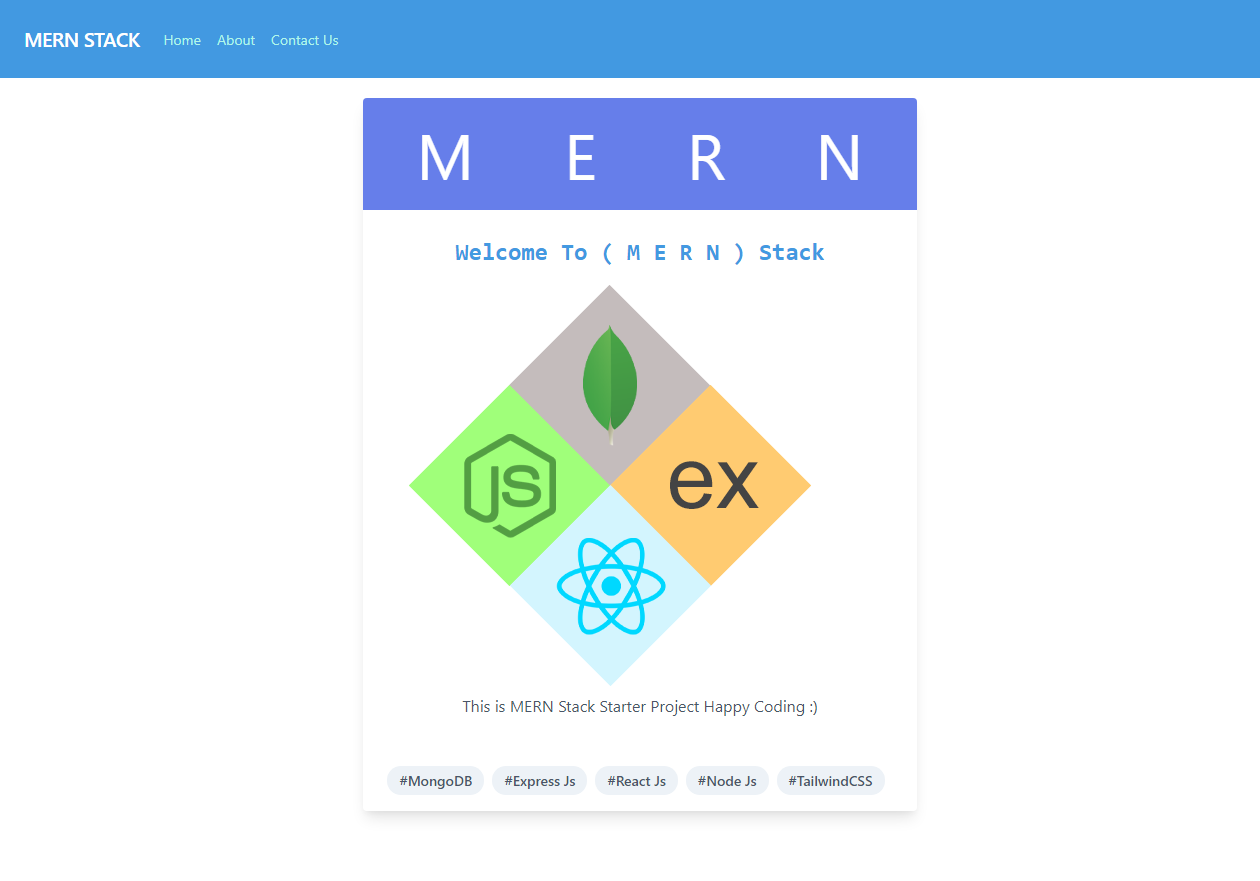 MERN STACK Home About Contact Us
M E R N
Welcome To ( M E R N ) Stack
JS ex
This is MERN Stack Starter Project Happy Coding :)
#MongoDB #Express Js #React Js #Node Js #TailwindCSS